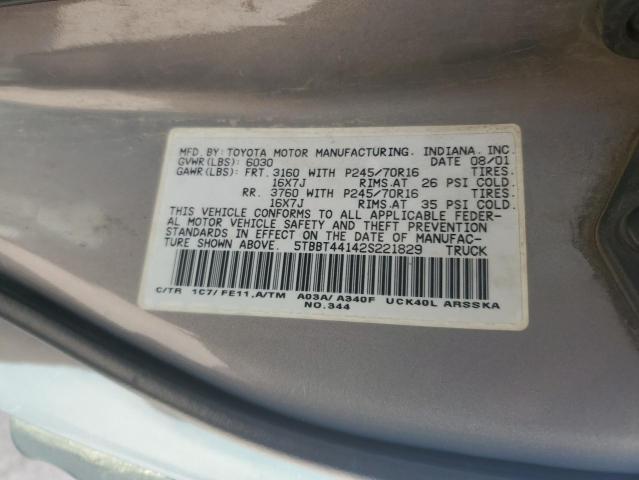 MFD. BY: TOYOTA MOTOR MANUFACTURING, INDIANA, INC.
GVWR(LBS): 6030 DATE 08/01
GAWR(LBS): FRT. 3160 WITH P245/70R16 TIRES.
16X7J RIMS.AT 26 PSI COLD.
RR. 3760 WITH P245/70R16 TIRES.
16X7J RIMS.AT 35 PSI COLD.
THIS VEHICLE CONFORMS TO ALL APPLICABLE FEDER-
AL MOTOR VEHICLE SAFETY AND THEFT PREVENTION
STANDARDS IN EFFECT ON THE DATE OF MANUFAC-
TURE SHOWN ABOVE. 5TBBT44142S221829 TRUCK
C/TR 1C7/FE11,A/TM A03A/A340F UCK40L ARSSKA
NO.344